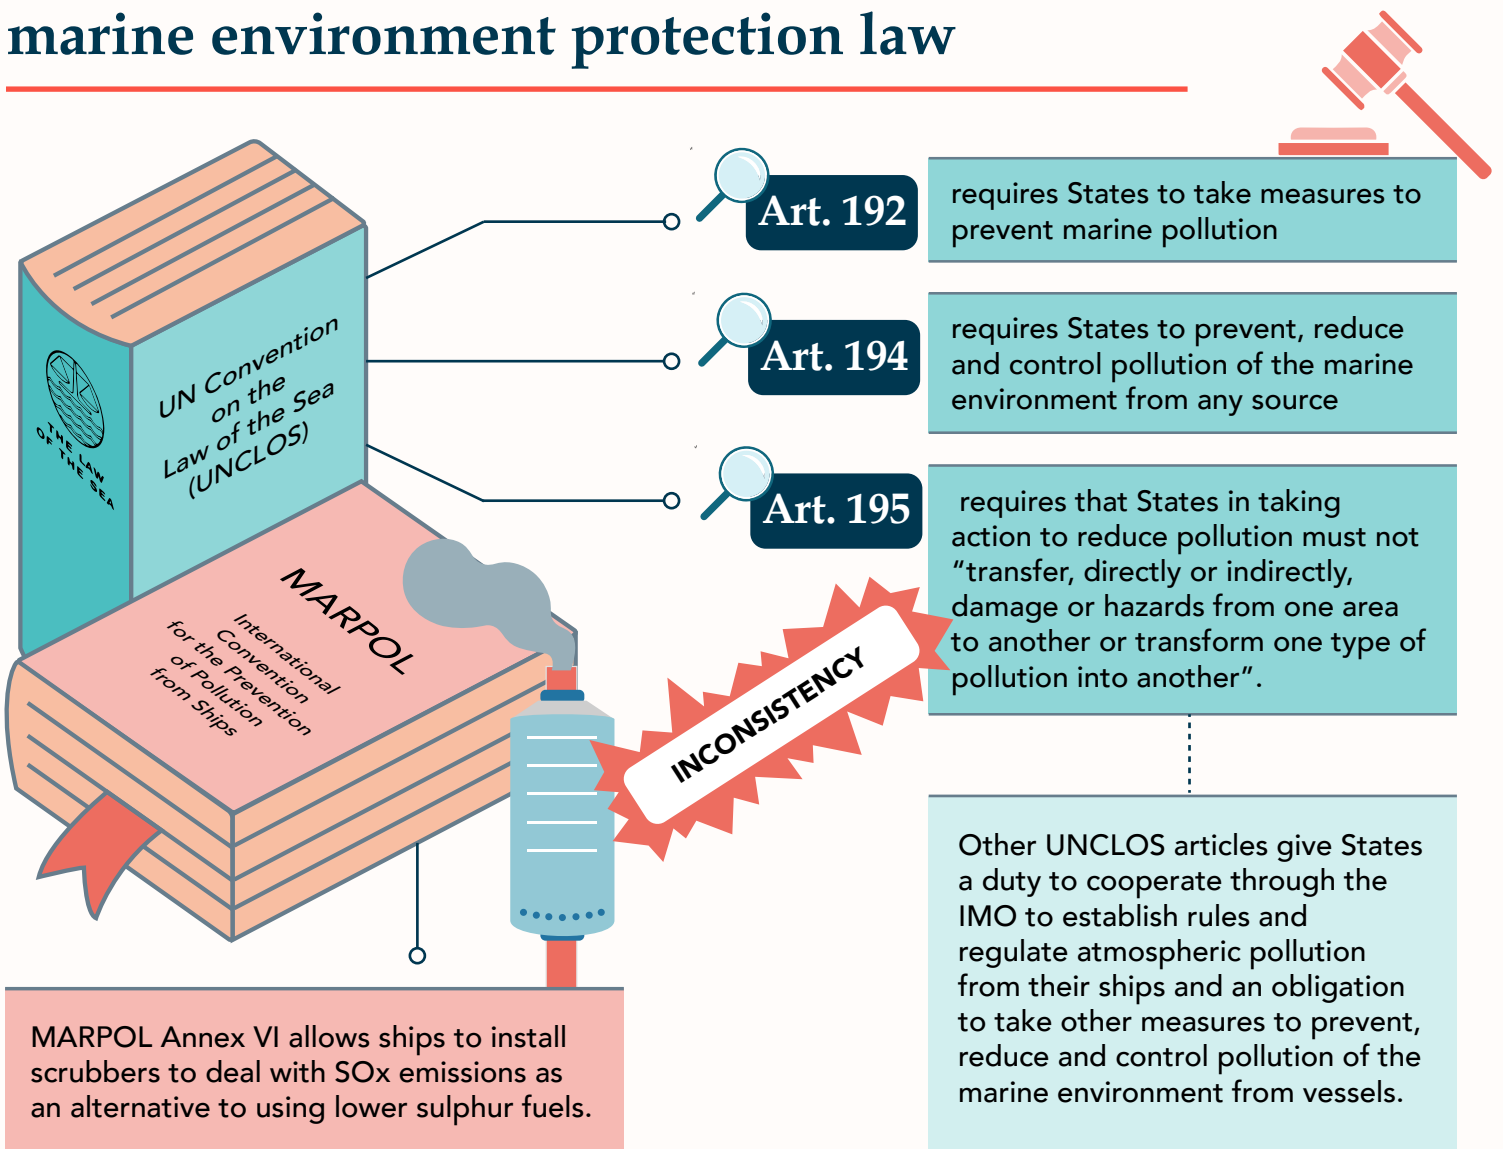 marine environment protection law
Art. 192
requires States to take measures to
prevent marine pollution
Art. 194
requires States to prevent, reduce
and control pollution of the marine
environment from any source
Art. 195
requires that States in taking
action to reduce pollution must not
“transfer, directly or indirectly,
damage or hazards from one area
to another or transform one type of
pollution into another”.
UN Convention
on the
Law of the Sea
(UNCLOS)
THE LAW
OF THE SEA
MARPOL
International
Convention
for the Prevention
of Pollution
from Ships
INCONSISTENCY
Other UNCLOS articles give States
a duty to cooperate through the
IMO to establish rules and
regulate atmospheric pollution
from their ships and an obligation
to take other measures to prevent,
reduce and control pollution of the
marine environment from vessels.
MARPOL Annex VI allows ships to install
scrubbers to deal with SOx emissions as
an alternative to using lower sulphur fuels.